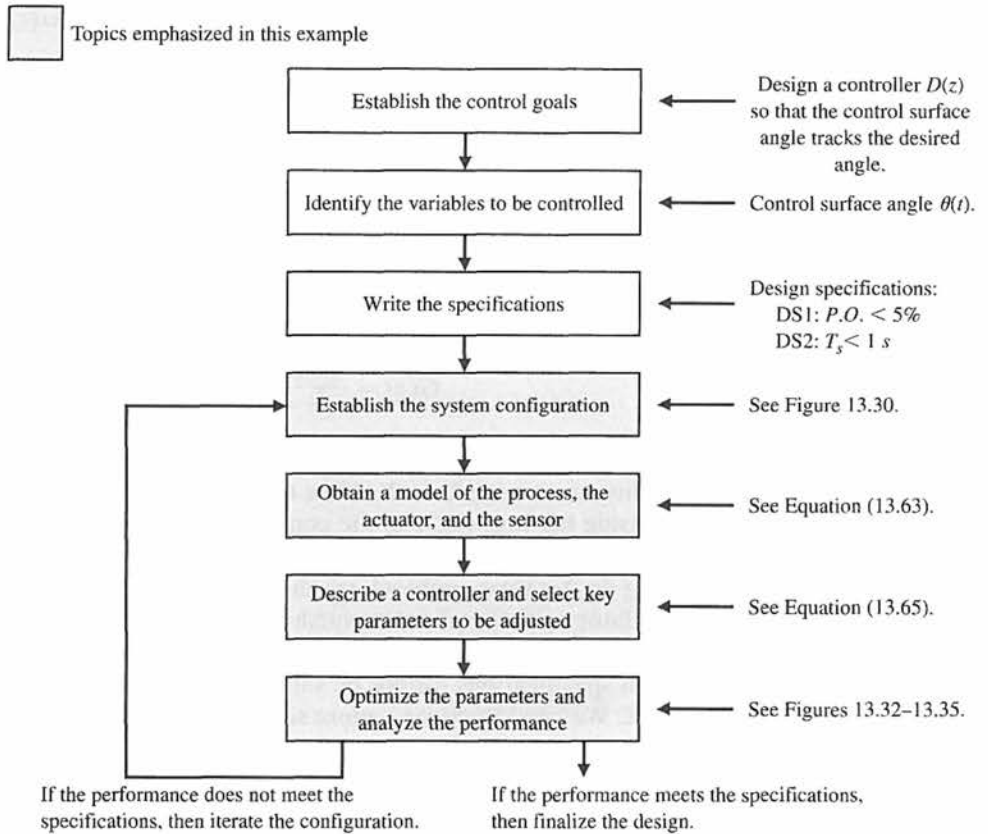 Topics emphasized in this example
Establish the control goals
Design a controller D(z)
so that the control surface
angle tracks the desired
angle.
Identify the variables to be controlled
Control surface angle θ(t).
Write the specifications
Design specifications:
DS1: P.O. < 5%
DS2: Ts < 1 s
Establish the system configuration
See Figure 13.30.
Obtain a model of the process, the
actuator, and the sensor
See Equation (13.63).
Describe a controller and select key
parameters to be adjusted
See Equation (13.65).
Optimize the parameters and
analyze the performance
See Figures 13.32–13.35.
If the performance does not meet the
specifications, then iterate the configuration.
If the performance meets the specifications,
then finalize the design.